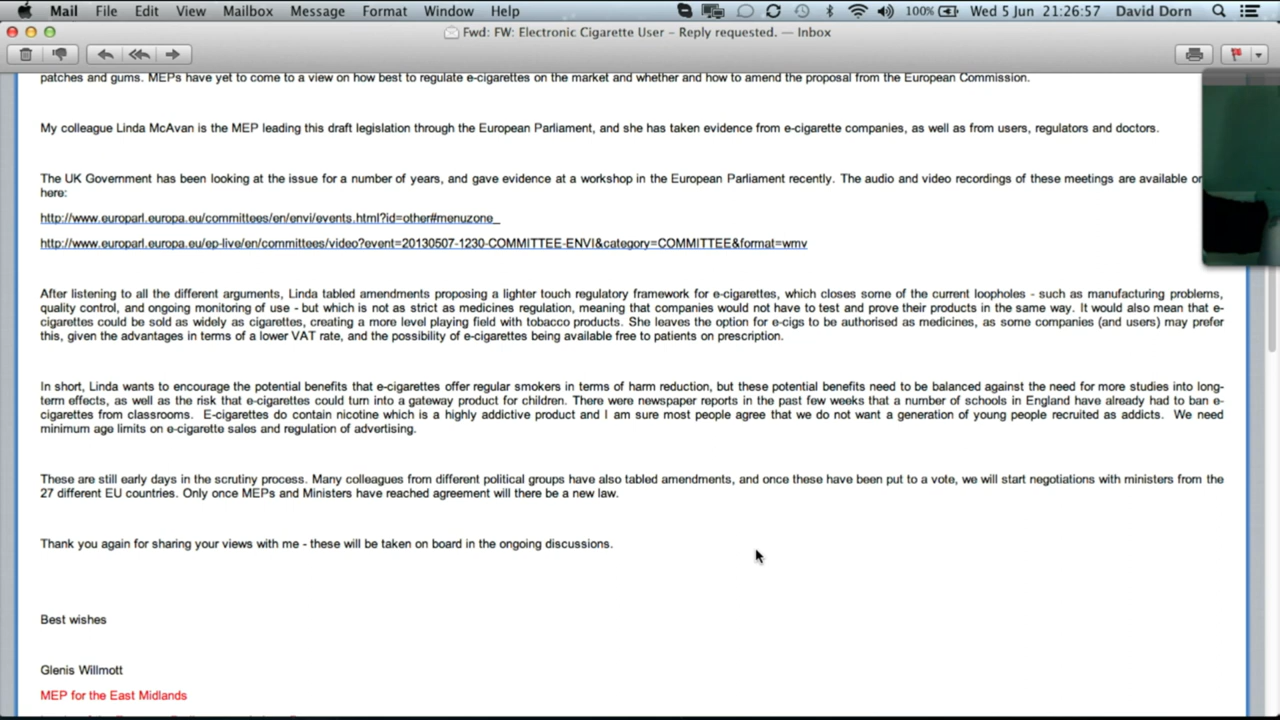 Mail File Edit View Mailbox Message Format Window Help 100% Wed 5 Jun 21:26:57 David Dorn
Fwd: FW: Electronic Cigarette User – Reply requested. — Inbox
patches and gums. MEPs have yet to come to a view on how best to regulate e-cigarettes on the market and whether and how to amend the proposal from the European Commission.
My colleague Linda McAvan is the MEP leading this draft legislation through the European Parliament, and she has taken evidence from e-cigarette companies, as well as from users, regulators and doctors.
The UK Government has been looking at the issue for a number of years, and gave evidence at a workshop in the European Parliament recently. The audio and video recordings of these meetings are available
here:
http://www.europarl.europa.eu/committees/en/envi/events.html?id=other#menuzone_
http://www.europarl.europa.eu/ep-live/en/committees/video?event=20130507-1230-COMMITTEE-ENVI&category=COMMITTEE&format=wmv
After listening to all the different arguments, Linda tabled amendments proposing a lighter touch regulatory framework for e-cigarettes, which closes some of the current loopholes - such as manufacturing problems,
quality control, and ongoing monitoring of use - but which is not as strict as medicines regulation, meaning that companies would not have to test and prove their products in the same way. It would also mean that e-
cigarettes could be sold as widely as cigarettes, creating a more level playing field with tobacco products. She leaves the option for e-cigs to be authorised as medicines, as some companies (and users) may prefer
this, given the advantages in terms of a lower VAT rate, and the possibility of e-cigarettes being available free to patients on prescription.
In short, Linda wants to encourage the potential benefits that e-cigarettes offer regular smokers in terms of harm reduction, but these potential benefits need to be balanced against the need for more studies into long-
term effects, as well as the risk that e-cigarettes could turn into a gateway product for children. There were newspaper reports in the past few weeks that a number of schools in England have already had to ban e-
cigarettes from classrooms. E-cigarettes do contain nicotine which is a highly addictive product and I am sure most people agree that we do not want a generation of young people recruited as addicts. We need
minimum age limits on e-cigarette sales and regulation of advertising.
These are still early days in the scrutiny process. Many colleagues from different political groups have also tabled amendments, and once these have been put to a vote, we will start negotiations with ministers from the
27 different EU countries. Only once MEPs and Ministers have reached agreement will there be a new law.
Thank you again for sharing your views with me - these will be taken on board in the ongoing discussions.
Best wishes
Glenis Willmott
MEP for the East Midlands